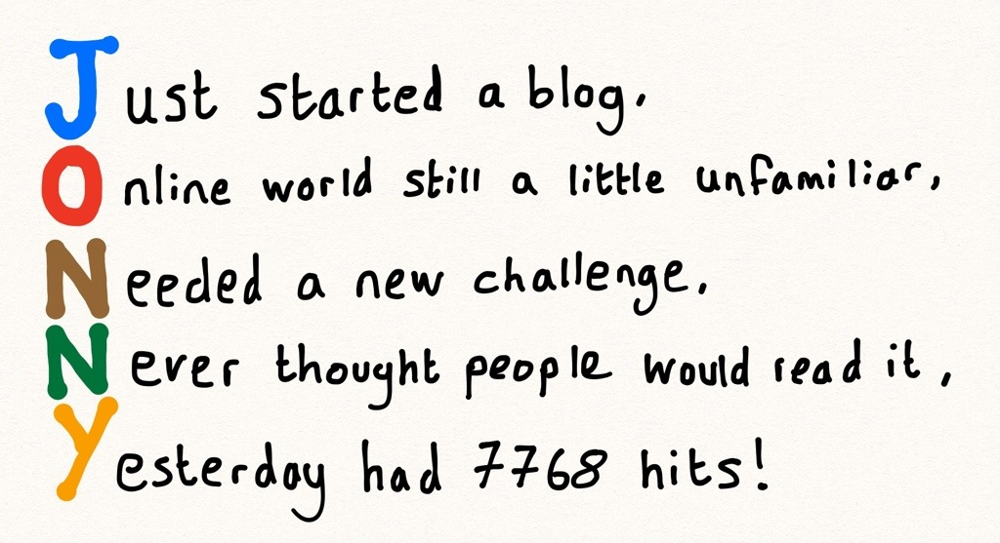 Just started a blog.
Online world still a little unfamiliar,
Needed a new challenge.
Never thought people would read it,
Yesterday had 7768 hits!